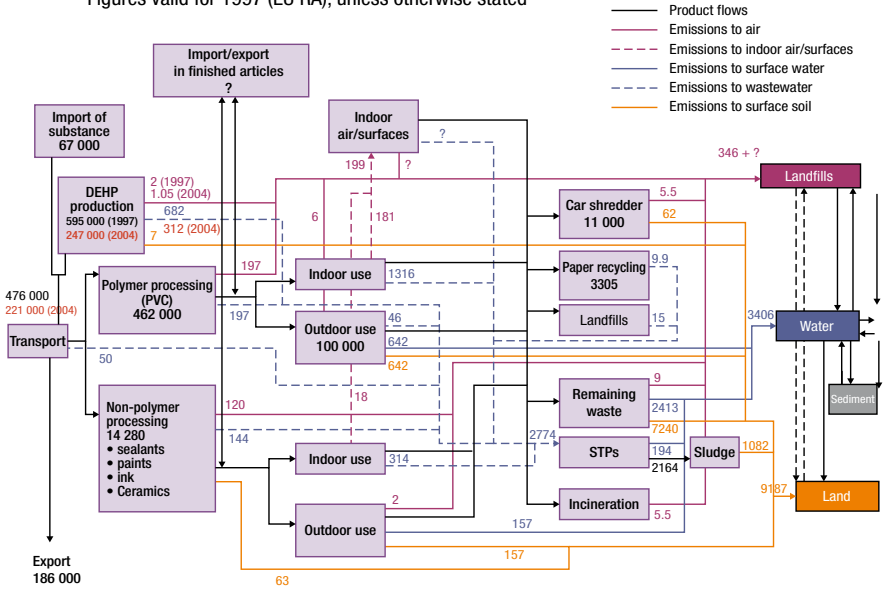 Figures valid for 1997 (EU RA), unless otherwise stated
Product flows
Emissions to air
Emissions to indoor air/surfaces
Emissions to surface water
Emissions to wastewater
Emissions to surface soil
Import/export
in finished articles
?
Import of
substance
67 000
Indoor
air/surfaces
?
199
?
346 + ?
Landfills
DEHP
production
595 000 (1997)
247 000 (2004)
2 (1997)
1.05 (2004)
682
312 (2004)
7
6
181
Car shredder
11 000
5.5
62
Polymer processing
(PVC)
462 000
197
197
Indoor use
1316
Paper recycling
3305
9.9
476 000
221 000 (2004)
Transport
50
Outdoor use
100 000
46
642
642
Landfills
15
3406
Water
Sediment
18
Non-polymer
processing
14 280
• sealants
• paints
• ink
• Ceramics
120
144
Remaining
waste
9
2413
7240
Indoor use
314
2774
STPs
194
2164
Sludge
1082
9187
Land
Outdoor use
2
157
157
Incineration
5.5
63
Export
186 000